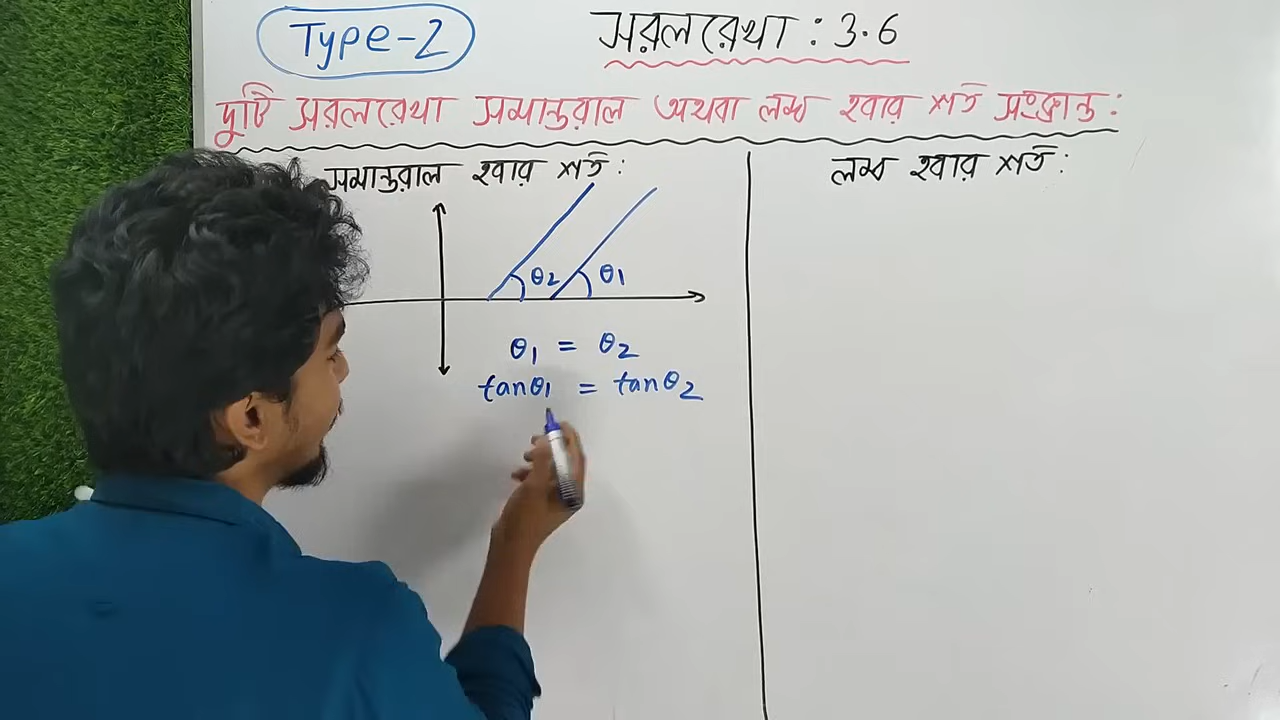 Type-2
সরলরেখা : 3.6
দুটি সরলরেখা সমান্তরাল অথবা লম্ব হবার শর্ত সংক্রান্ত :
সমান্তরাল হবার শর্ত :
θ2 θ1
θ1 = θ2
tanθ1 = tanθ2
লম্ব হবার শর্ত :